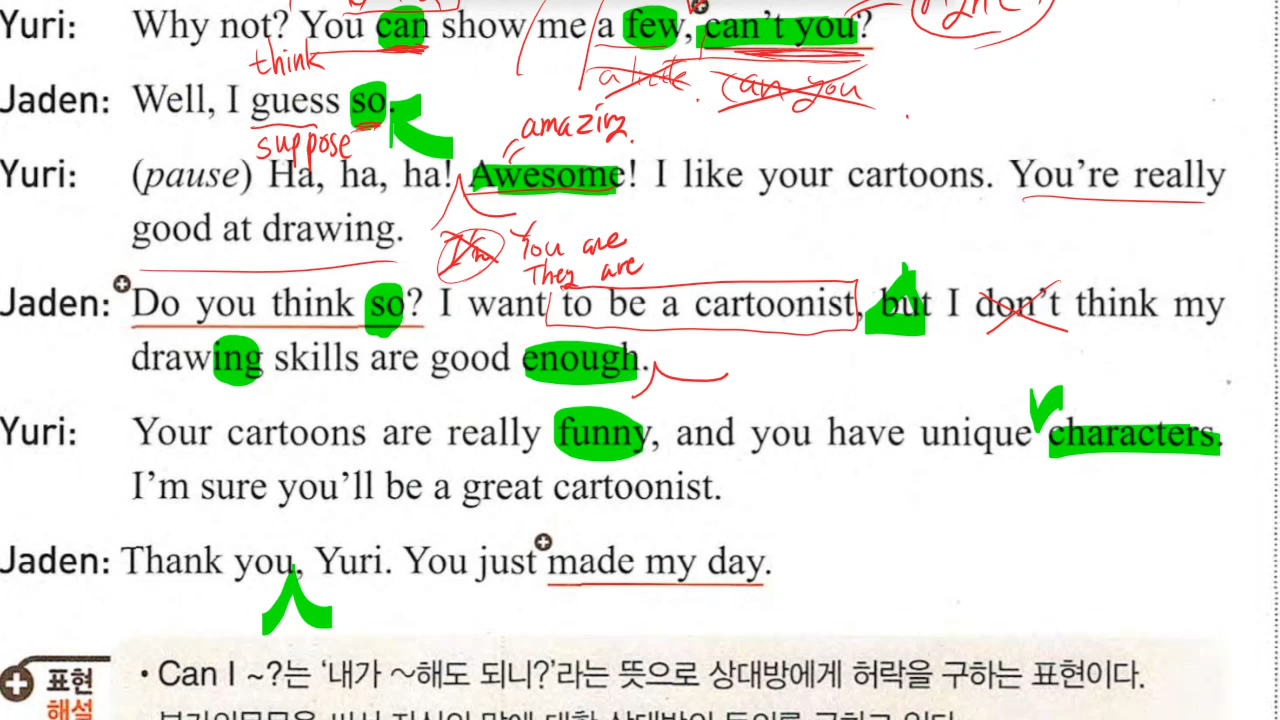 right?
Yuri: Why not? You can show me a few, can't you?
think
a little. can you
Jaden: Well, I guess so.
suppose
amazing.
Yuri: (pause) Ha, ha, ha! Awesome! I like your cartoons. You're really
good at drawing.
I'm You are
They are
Jaden: Do you think so? I want to be a cartoonist, but I don't think my
drawing skills are good enough.
Yuri: Your cartoons are really funny, and you have unique characters.
I'm sure you'll be a great cartoonist.
Jaden: Thank you, Yuri. You just made my day.
표현 • Can I ~?는 '내가 ~해도 되니?'라는 뜻으로 상대방에게 허락을 구하는 표현이다.
해설